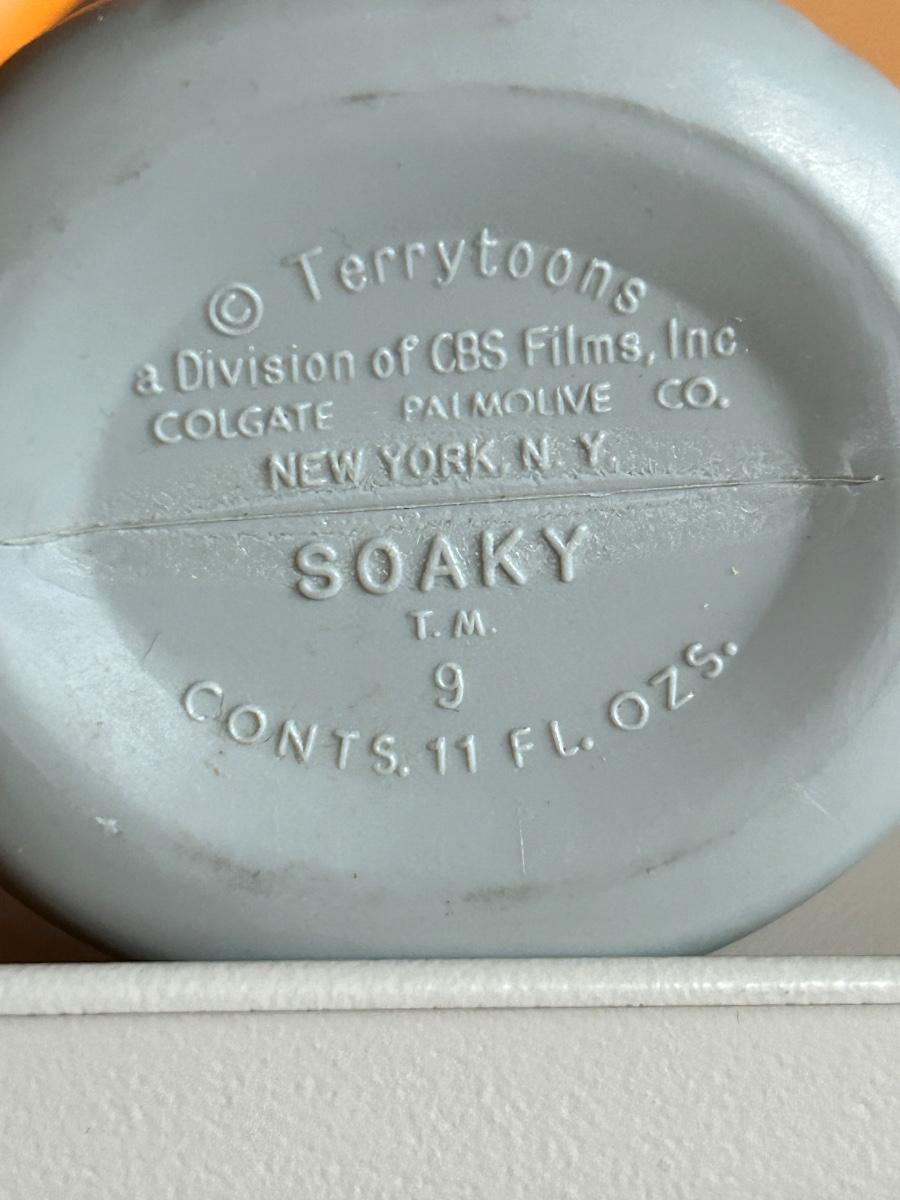 © Terrytoons
a Division of CBS Films, Inc.
COLGATE PALMOLIVE CO.
NEW YORK, N. Y.
SOAKY
T.M.
9
CONTS. 11 FL. OZS.